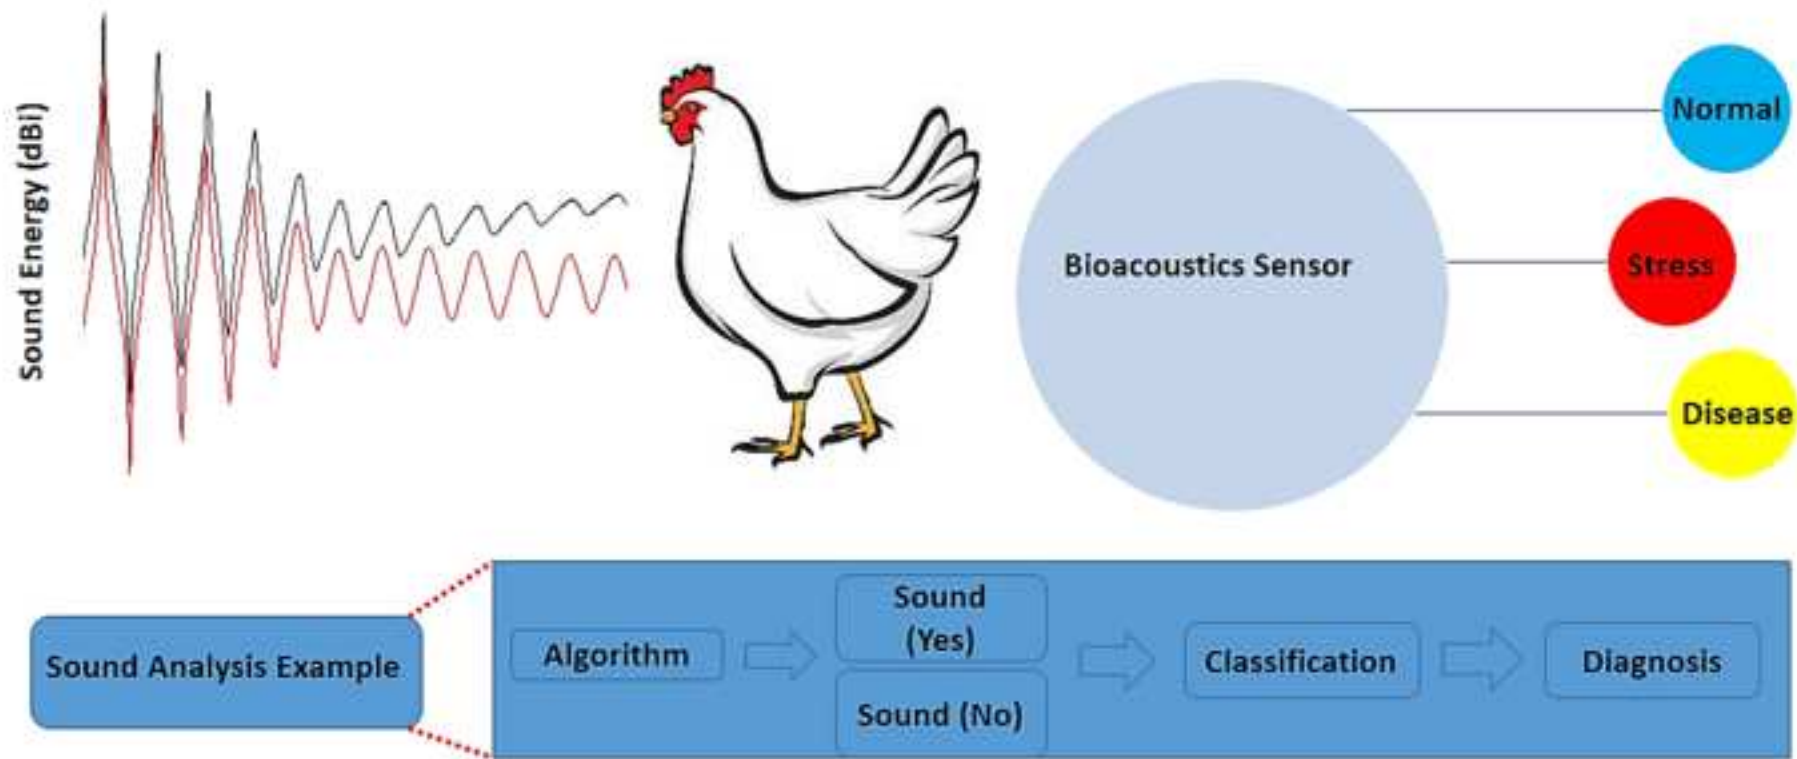 Sound Energy (dBi)
Bioacoustics Sensor
Normal
Stress
Disease
Sound Analysis Example
Algorithm
Sound
(Yes)
Sound (No)
Classification
Diagnosis